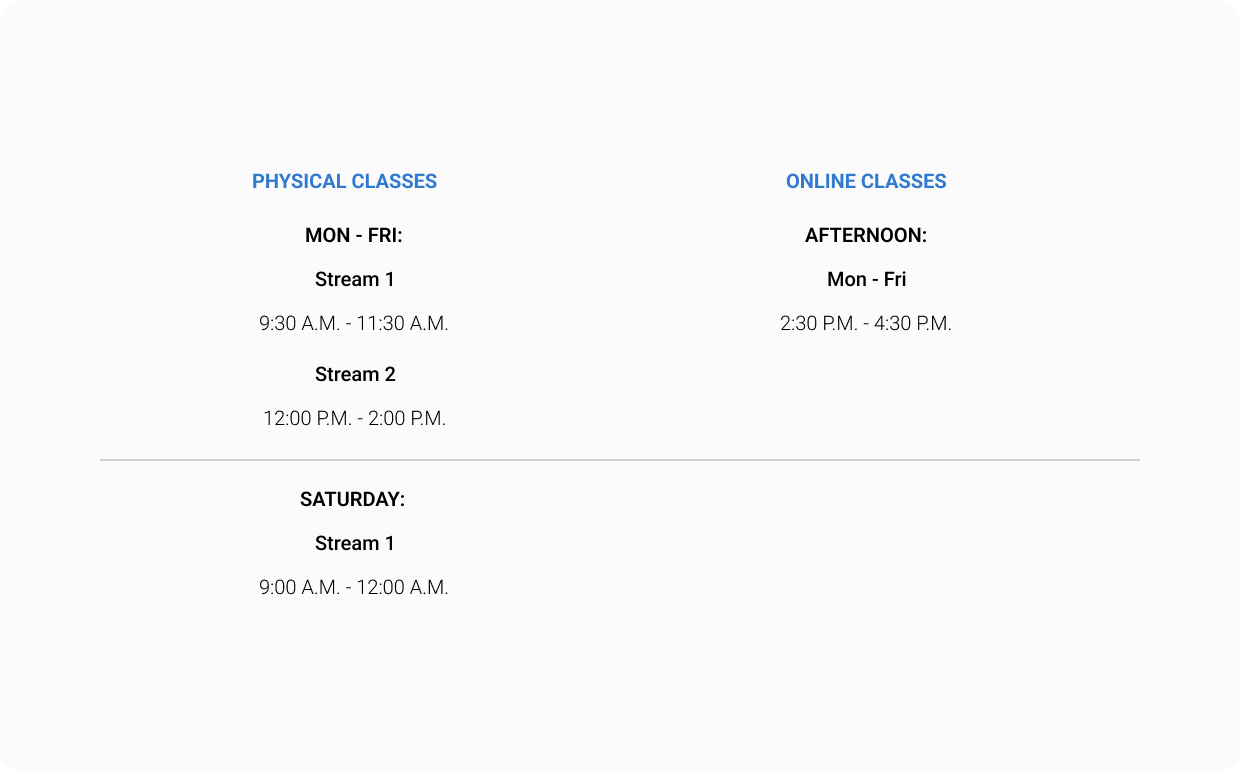 PHYSICAL CLASSES
MON - FRI:
Stream 1
9:30 A.M. - 11:30 A.M.
Stream 2
12:00 P.M. - 2:00 P.M.
SATURDAY:
Stream 1
9:00 A.M. - 12:00 A.M.
ONLINE CLASSES
AFTERNOON:
Mon - Fri
2:30 P.M. - 4:30 P.M.